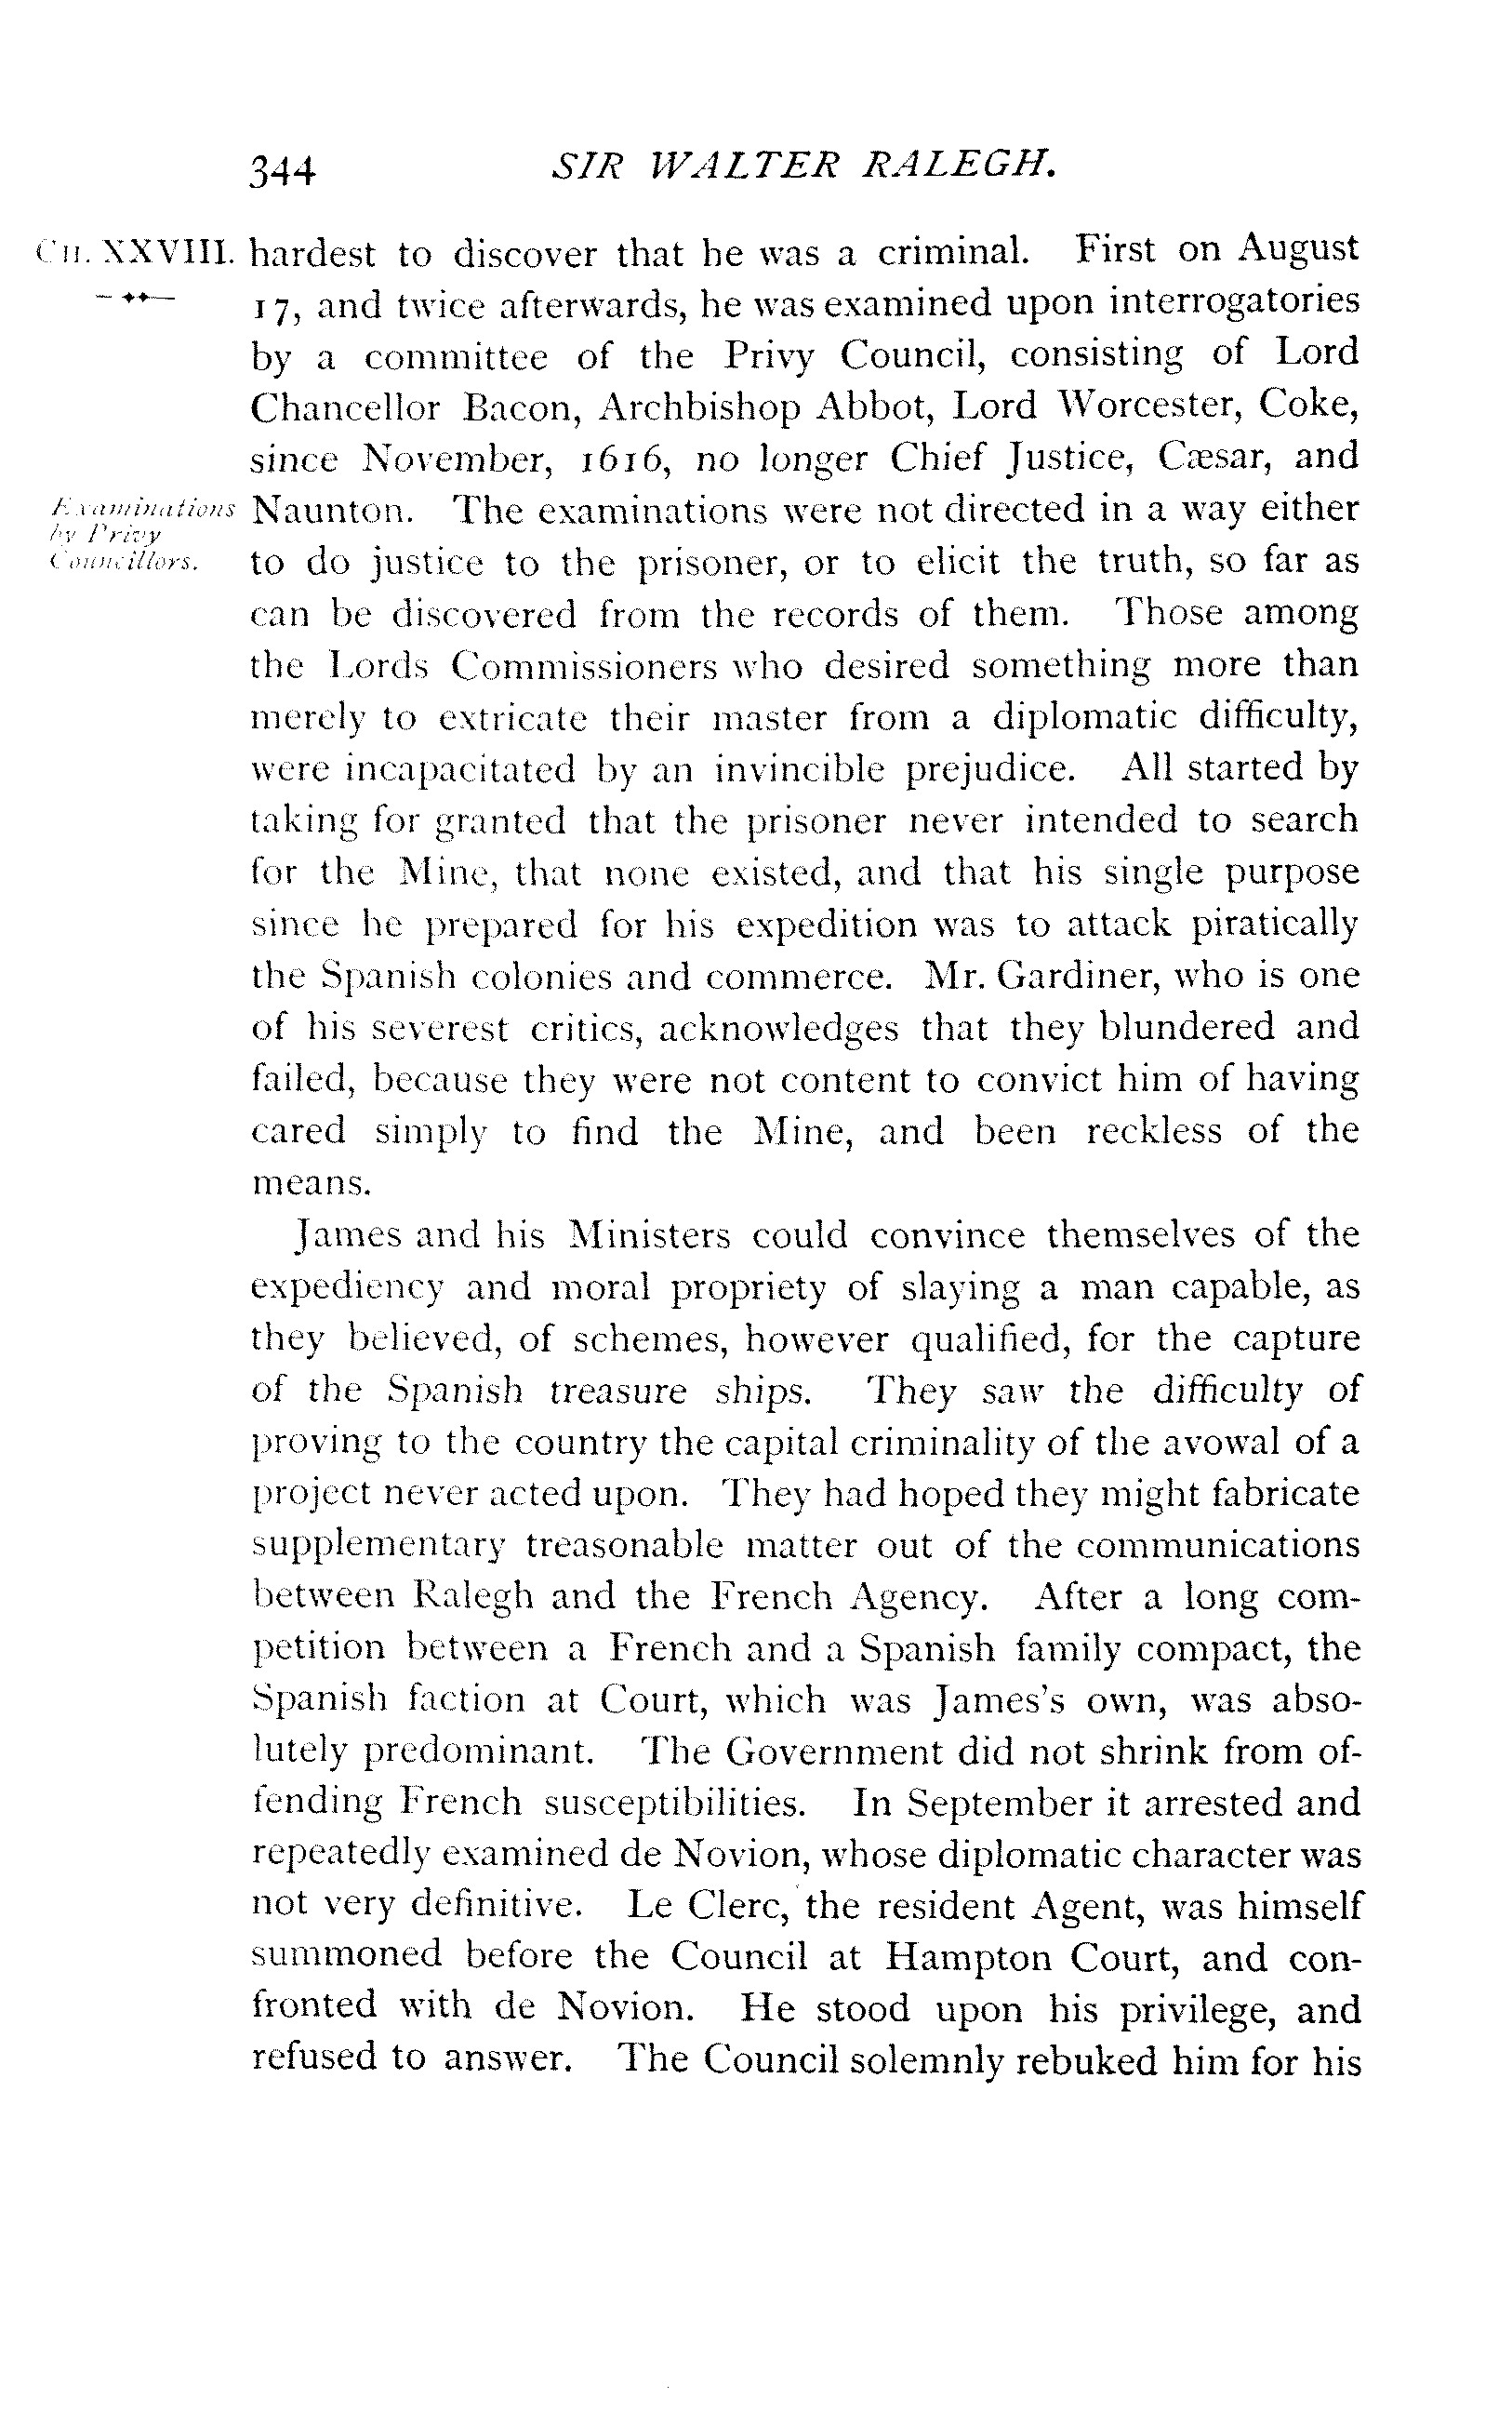 344 SIR WALTER RALEGH.
CH. XXVIII. hardest to discover that he was a criminal. First on August
17, and twice afterwards, he was examined upon interrogatories
by a committee of the Privy Council, consisting of Lord
Chancellor Bacon, Archbishop Abbot, Lord Worcester, Coke,
since November, 1616, no longer Chief Justice, Cæsar, and
Examinations
by Privy
Councillors.
Naunton. The examinations were not directed in a way either
to do justice to the prisoner, or to elicit the truth, so far as
can be discovered from the records of them. Those among
the Lords Commissioners who desired something more than
merely to extricate their master from a diplomatic difficulty,
were incapacitated by an invincible prejudice. All started by
taking for granted that the prisoner never intended to search
for the Mine, that none existed, and that his single purpose
since he prepared for his expedition was to attack piratically
the Spanish colonies and commerce. Mr. Gardiner, who is one
of his severest critics, acknowledges that they blundered and
failed, because they were not content to convict him of having
cared simply to find the Mine, and been reckless of the
means.
James and his Ministers could convince themselves of the
expediency and moral propriety of slaying a man capable, as
they believed, of schemes, however qualified, for the capture
of the Spanish treasure ships. They saw the difficulty of
proving to the country the capital criminality of the avowal of a
project never acted upon. They had hoped they might fabricate
supplementary treasonable matter out of the communications
between Ralegh and the French Agency. After a long com-
petition between a French and a Spanish family compact, the
Spanish faction at Court, which was James's own, was abso-
lutely predominant. The Government did not shrink from of-
fending French susceptibilities. In September it arrested and
repeatedly examined de Novion, whose diplomatic character was
not very definitive. Le Clerc, the resident Agent, was himself
summoned before the Council at Hampton Court, and con-
fronted with de Novion. He stood upon his privilege, and
refused to answer. The Council solemnly rebuked him for his